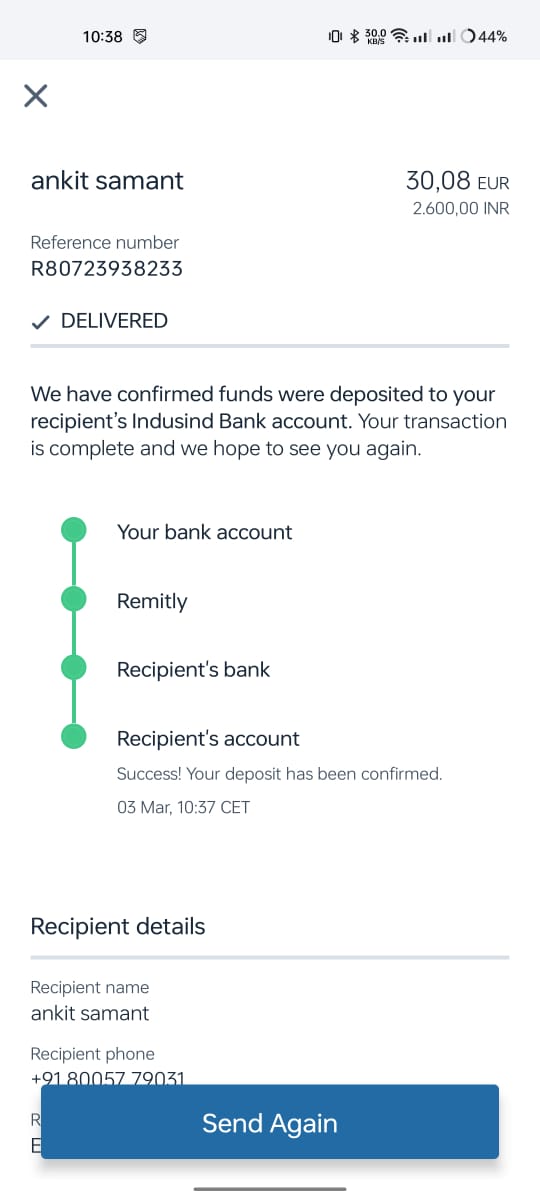 10:38
30.0 KB/S 44%
ankit samant
30,08 EUR
2.600,00 INR
Reference number
R80723938233
DELIVERED
We have confirmed funds were deposited to your
recipient’s Indusind Bank account. Your transaction
is complete and we hope to see you again.
Your bank account
Remitly
Recipient's bank
Recipient's account
Success! Your deposit has been confirmed.
03 Mar, 10:37 CET
Recipient details
Recipient name
ankit samant
Recipient phone
+91 80057 79031
R
E
Send Again